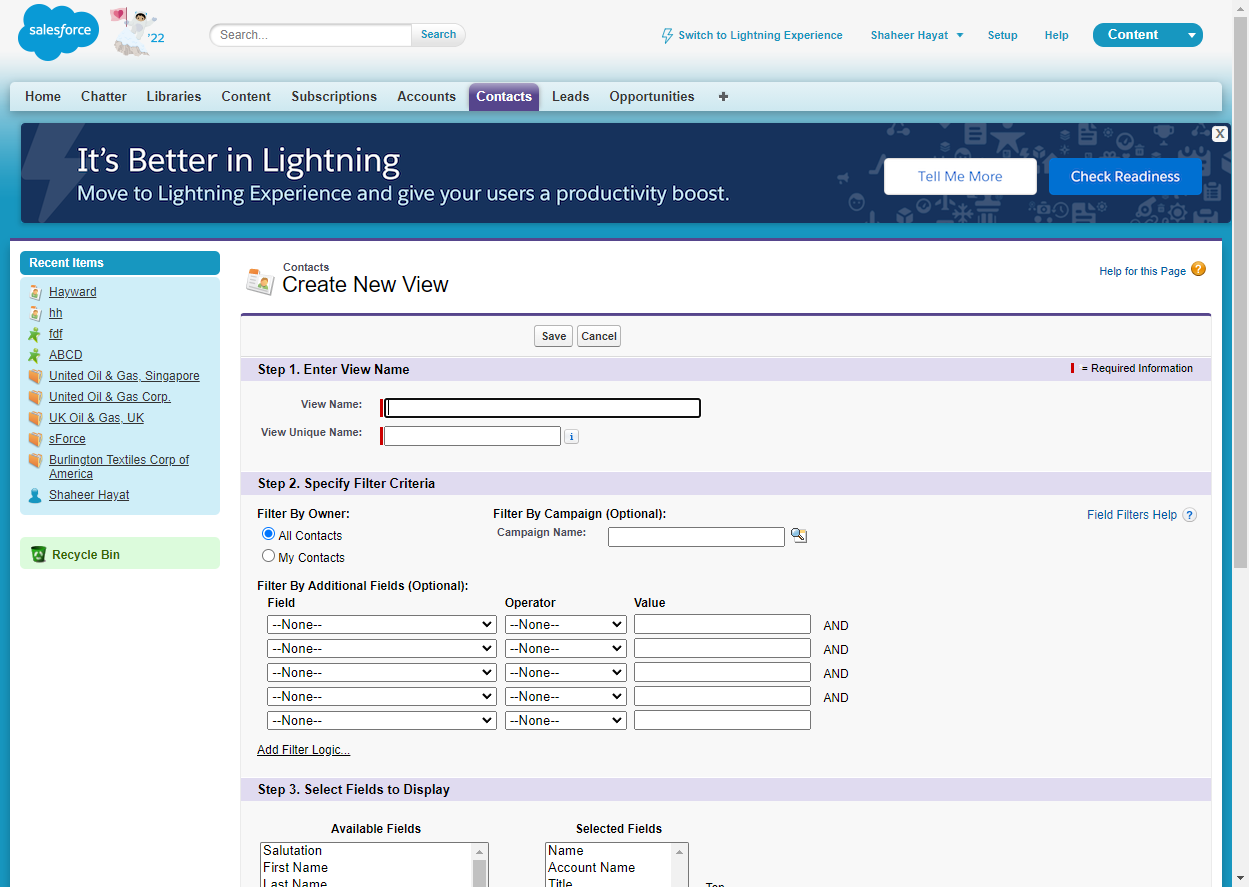 salesforce
'22
Search...
Search
Switch to Lightning Experience
Shaheer Hayat
Setup
Help
Content
Home
Chatter
Libraries
Content
Subscriptions
Accounts
Contacts
Leads
Opportunities
+
It's Better in Lightning
Move to Lightning Experience and give your users a productivity boost.
Tell Me More
Check Readiness
X
Recent Items
Hayward
hh
fdf
ABCD
United Oil & Gas, Singapore
United Oil & Gas Corp.
UK Oil & Gas, UK
sForce
Burlington Textiles Corp of
America
Shaheer Hayat
Recycle Bin
Contacts
Create New View
Help for this Page ?
Save
Cancel
Step 1. Enter View Name
= Required Information
View Name:
View Unique Name:
i
Step 2. Specify Filter Criteria
Filter By Owner:
All Contacts
My Contacts
Filter By Campaign (Optional):
Campaign Name:
Field Filters Help ?
Filter By Additional Fields (Optional):
Field Operator Value
--None-- --None-- AND
--None-- --None-- AND
--None-- --None-- AND
--None-- --None-- AND
--None-- --None--
Add Filter Logic...
Step 3. Select Fields to Display
Available Fields
Salutation
First Name
Last Name
Selected Fields
Name
Account Name
Title
Top